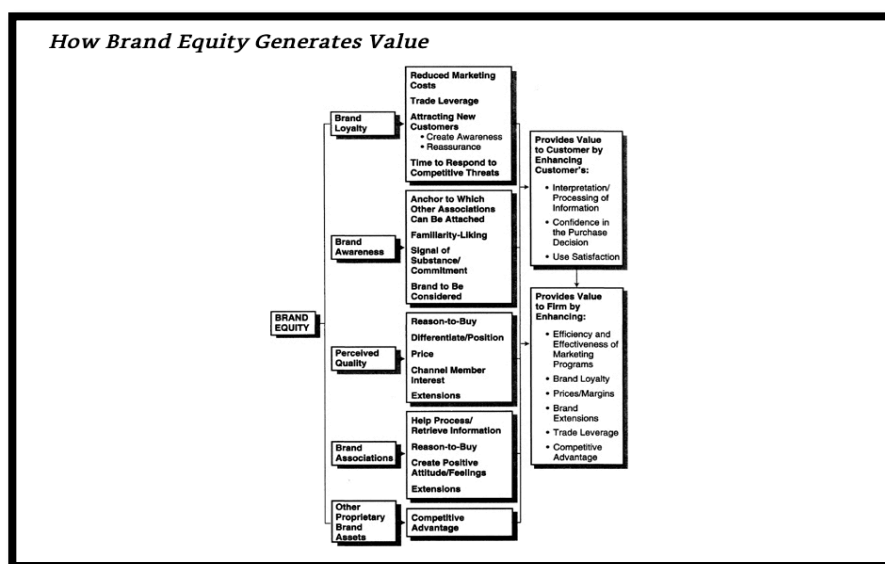 How Brand Equity Generates Value
BRAND
EQUITY
Brand
Loyalty
Reduced Marketing
Costs
Trade Leverage
Attracting New
Customers
• Create Awareness
• Reassurance
Time to Respond to
Competitive Threats
Brand
Awareness
Anchor to Which
Other Associations
Can Be Attached
Familiarity-Liking
Signal of
Substance/
Commitment
Brand to Be
Considered
Perceived
Quality
Reason-to-Buy
Differentiate/Position
Price
Channel Member
Interest
Extensions
Brand
Associations
Help Process/
Retrieve Information
Reason-to-Buy
Create Positive
Attitude/Feelings
Extensions
Other
Proprietary
Brand
Assets
Competitive
Advantage
Provides Value
to Customer by
Enhancing
Customer's:
• Interpretation/
Processing of
Information
• Confidence in
the Purchase
Decision
• Use Satisfaction
Provides Value
to Firm by
Enhancing:
• Efficiency and
Effectiveness of
Marketing
Programs
• Brand Loyalty
• Prices/Margins
• Brand
Extensions
• Trade Leverage
• Competitive
Advantage